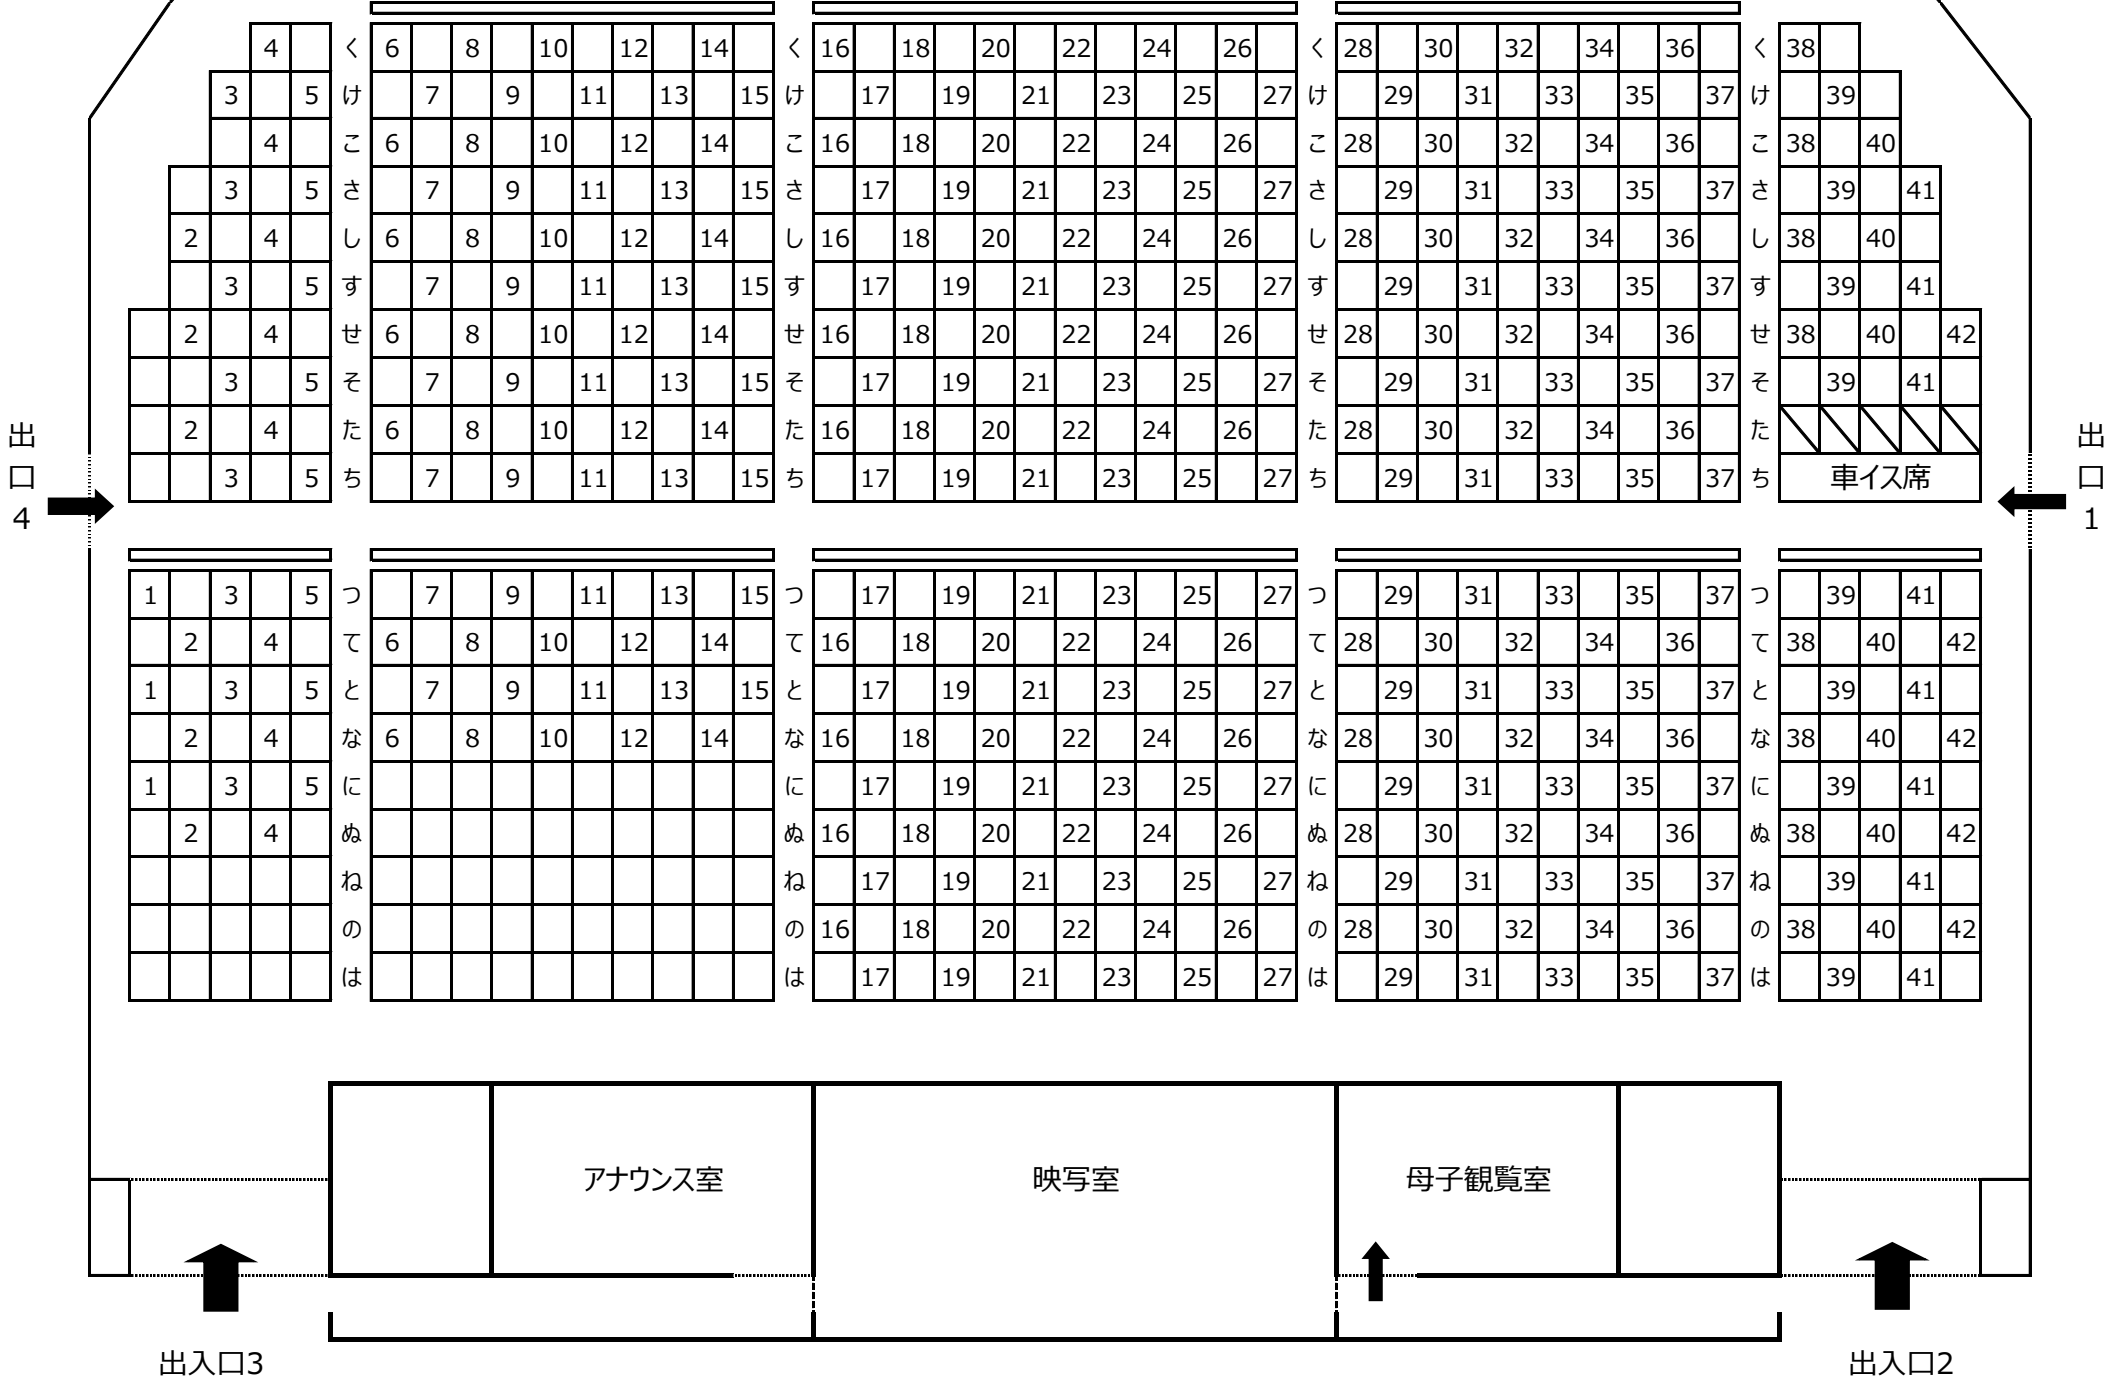 4 く 6 8 10 12 14 く 16 18 20 22 24 26 く 28 30 32 34 36 く 38
3 5 け 7 9 11 13 15 け 17 19 21 23 25 27 け 29 31 33 35 37 け 39
4 こ 6 8 10 12 14 こ 16 18 20 22 24 26 こ 28 30 32 34 36 こ 38 40
3 5 さ 7 9 11 13 15 さ 17 19 21 23 25 27 さ 29 31 33 35 37 さ 39 41
2 4 し 6 8 10 12 14 し 16 18 20 22 24 26 し 28 30 32 34 36 し 38 40
3 5 す 7 9 11 13 15 す 17 19 21 23 25 27 す 29 31 33 35 37 す 39 41
2 4 せ 6 8 10 12 14 せ 16 18 20 22 24 26 せ 28 30 32 34 36 せ 38 40 42
3 5 そ 7 9 11 13 15 そ 17 19 21 23 25 27 そ 29 31 33 35 37 そ 39 41
2 4 た 6 8 10 12 14 た 16 18 20 22 24 26 た 28 30 32 34 36 た
3 5 ち 7 9 11 13 15 ち 17 19 21 23 25 27 ち 29 31 33 35 37 ち 車イス席
出口4
出口1
1 3 5 つ 7 9 11 13 15 つ 17 19 21 23 25 27 つ 29 31 33 35 37 つ 39 41
2 4 て 6 8 10 12 14 て 16 18 20 22 24 26 て 28 30 32 34 36 て 38 40 42
1 3 5 と 7 9 11 13 15 と 17 19 21 23 25 27 と 29 31 33 35 37 と 39 41
2 4 な 6 8 10 12 14 な 16 18 20 22 24 26 な 28 30 32 34 36 な 38 40 42
1 3 5 に に 17 19 21 23 25 27 に 29 31 33 35 37 に 39 41
2 4 ぬ ぬ 16 18 20 22 24 26 ぬ 28 30 32 34 36 ぬ 38 40 42
ね ね 17 19 21 23 25 27 ね 29 31 33 35 37 ね 39 41
の の 16 18 20 22 24 26 の 28 30 32 34 36 の 38 40 42
は は 17 19 21 23 25 27 は 29 31 33 35 37 は 39 41
アナウンス室 映写室 母子観覧室
出入口3 出入口2